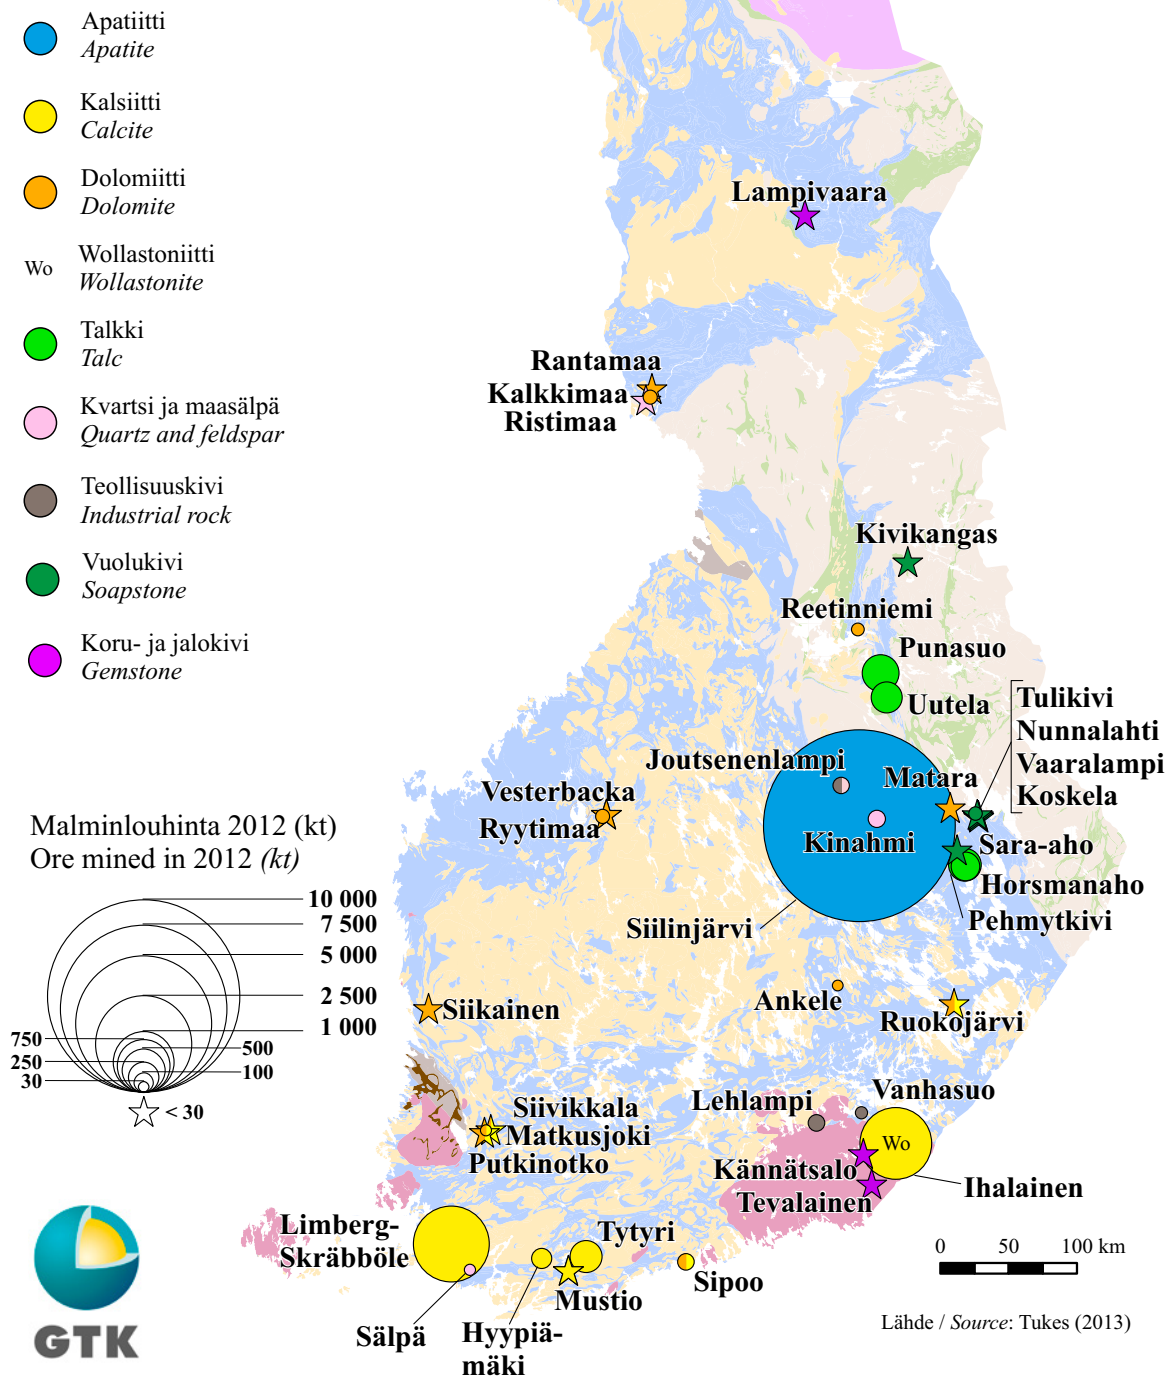 Apatiitti
Apatite
Kalsiitti
Calcite
Dolomiitti
Dolomite
Wo
Wollastoniitti
Wollastonite
Talkki
Talc
Kvartsi ja maasälpä
Quartz and feldspar
Teollisuuskivi
Industrial rock
Vuolukivi
Soapstone
Koru- ja jalokivi
Gemstone
Malminlouhinta 2012 (kt)
Ore mined in 2012 (kt)
10 000
7 500
5 000
2 500
1 000
750
500
250
100
30
< 30
Lampivaara
Rantamaa
Kalkkimaa
Ristimaa
Kivikangas
Reetinniemi
Punasuo
Uutela
Tulikivi
Nunnalahti
Vaaralampi
Koskela
Joutsenenlampi
Matara
Vesterbacka
Ryytimaa
Kinahmi
Sara-aho
Horsmanaho
Pehmytkivi
Siilinjärvi
Ankele
Siikainen
Ruokojärvi
Vanhasuo
Lehlampi
Siivikkala
Matkusjoki
Putkinotko
Wo
Kännätsalo
Tevalainen
Ihalainen
Limberg-
Skräbböle
Tytyri
Sipoo
Mustio
Sälpä
Hyypiä-
mäki
0 50 100 km
Lähde / Source: Tukes (2013)
GTK